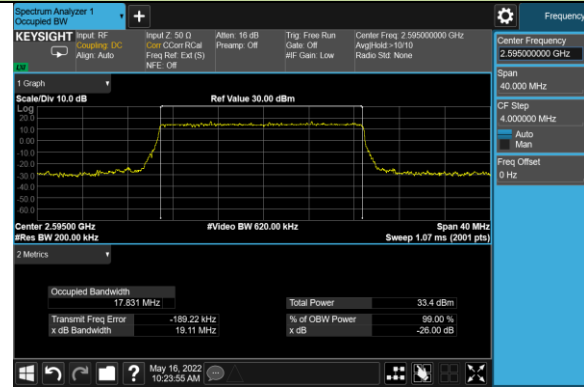 Spectrum Analyzer 1
Occupied BW
+
Frequency
KEYSIGHT
Input: RF
Coupling: DC
Align: Auto
Input Z: 50 Ω
Corr CCorr RCal
Freq Ref: Ext (S)
NFE: Off
Atten: 16 dB
Preamp: Off
Trig: Free Run
Gate: Off
#IF Gain: Low
Center Freq: 2.595000000 GHz
Avg|Hold:>10/10
Radio Std: None
LXI
Center Frequency
2.595000000 GHz
Span
40.000 MHz
CF Step
4.000000 MHz
Auto
Man
Freq Offset
0 Hz
1 Graph
Scale/Div 10.0 dB
Ref Value 30.00 dBm
Log
20.0
10.0
0.00
-10.0
-20.0
-30.0
-40.0
-50.0
-60.0
Center 2.59500 GHz
#Video BW 620.00 kHz
Span 40 MHz
#Res BW 200.00 kHz
Sweep 1.07 ms (2001 pts)
2 Metrics
Occupied Bandwidth
17.831 MHz
Total Power 33.4 dBm
Transmit Freq Error -189.22 kHz
% of OBW Power 99.00 %
x dB Bandwidth 19.11 MHz
x dB -26.00 dB
?
May 16, 2022
10:23:55 AM